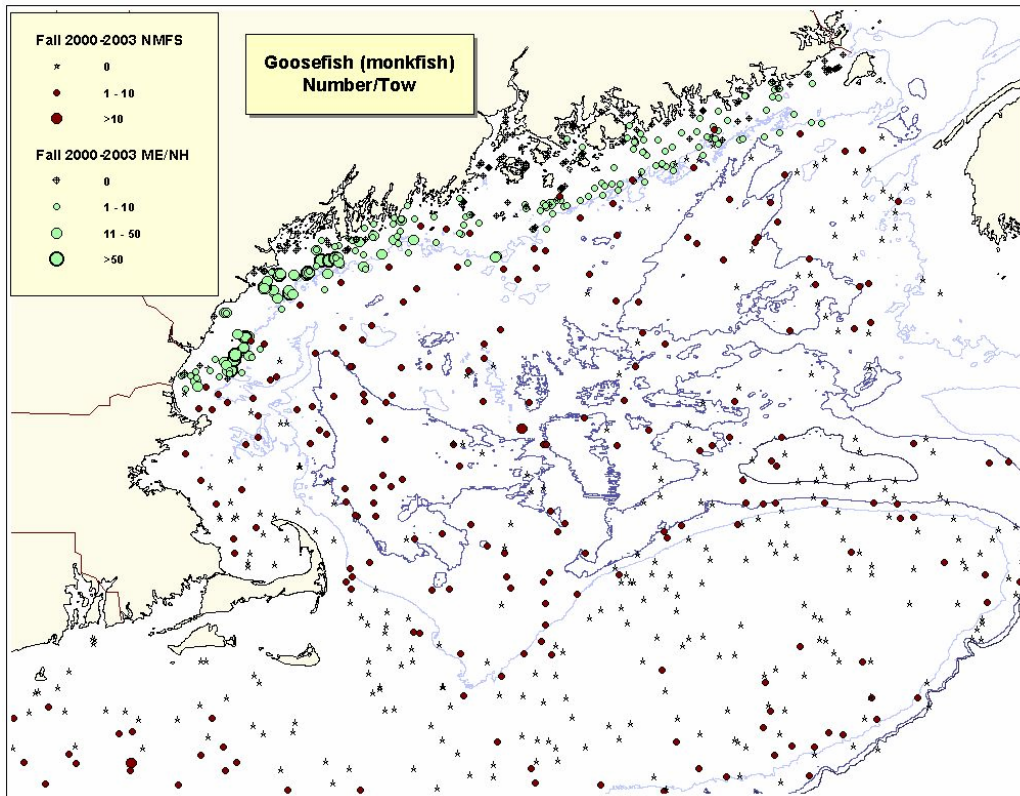 Fall 2000-2003 NMFS
0
1 - 10
>10
Fall 2000-2003 ME/NH
0
1 - 10
11 - 50
>50
Goosefish (monkfish)
Number/Tow